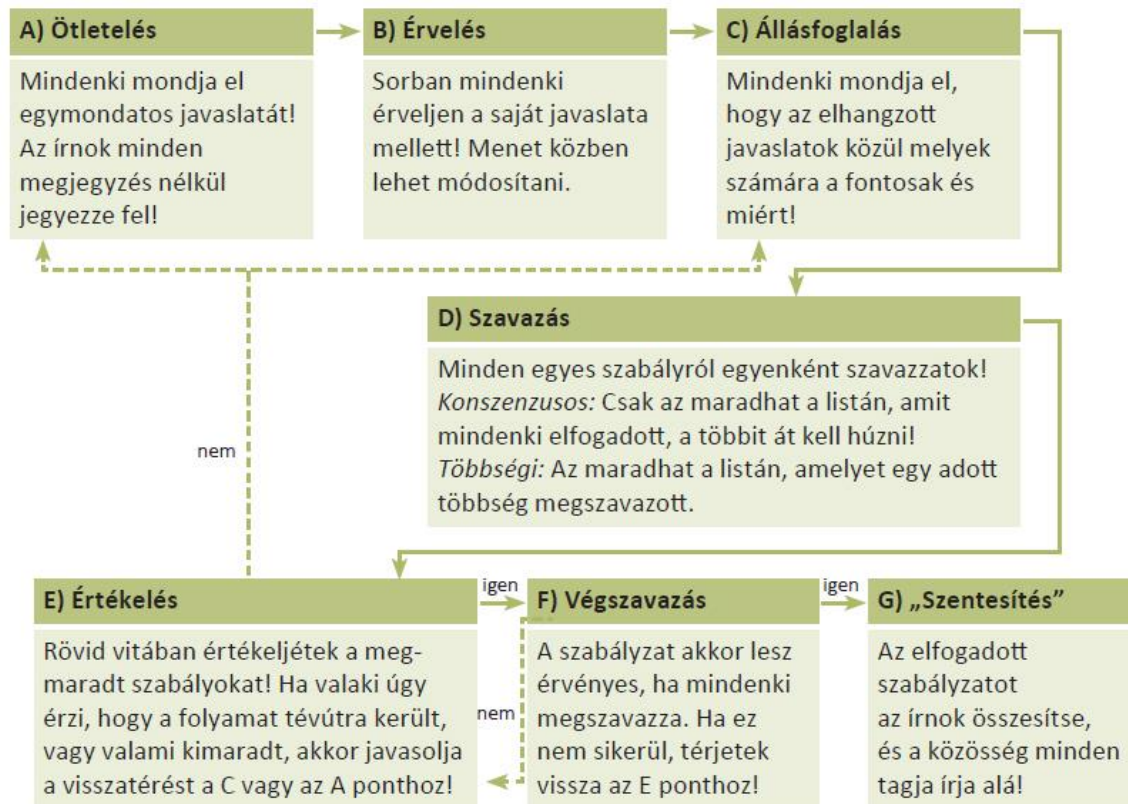 A) Ötletelés
Mindenki mondja el
egymondatos javaslatát!
Az írnok minden
megjegyzés nélkül
jegyezze fel!
B) Érvelés
Sorban mindenki
érveljen a saját javaslata
mellett! Menet közben
lehet módosítani.
C) Állásfoglalás
Mindenki mondja el,
hogy az elhangzott
javaslatok közül melyek
számára a fontosak és
miért!
D) Szavazás
Minden egyes szabályról egyenként szavazzatok!
Konszenzusos: Csak az maradhat a listán, amit
mindenki elfogadott, a többit át kell húzni!
Többségi: Az maradhat a listán, amelyet egy adott
többség megszavazott.
nem
E) Értékelés
Rövid vitában értékeljétek a meg-
maradt szabályokat! Ha valaki úgy
érzi, hogy a folyamat tévútra került,
vagy valami kimaradt, akkor javasolja
a visszatérést a C vagy az A ponthoz!
igen
nem
F) Végszavazás
A szabályzat akkor lesz
érvényes, ha mindenki
megszavazza. Ha ez
nem sikerül, térjetek
vissza az E ponthoz!
igen
G) „Szentesítés”
Az elfogadott
szabályzatot
az írnok összesítse,
és a közösség minden
tagja írja alá!